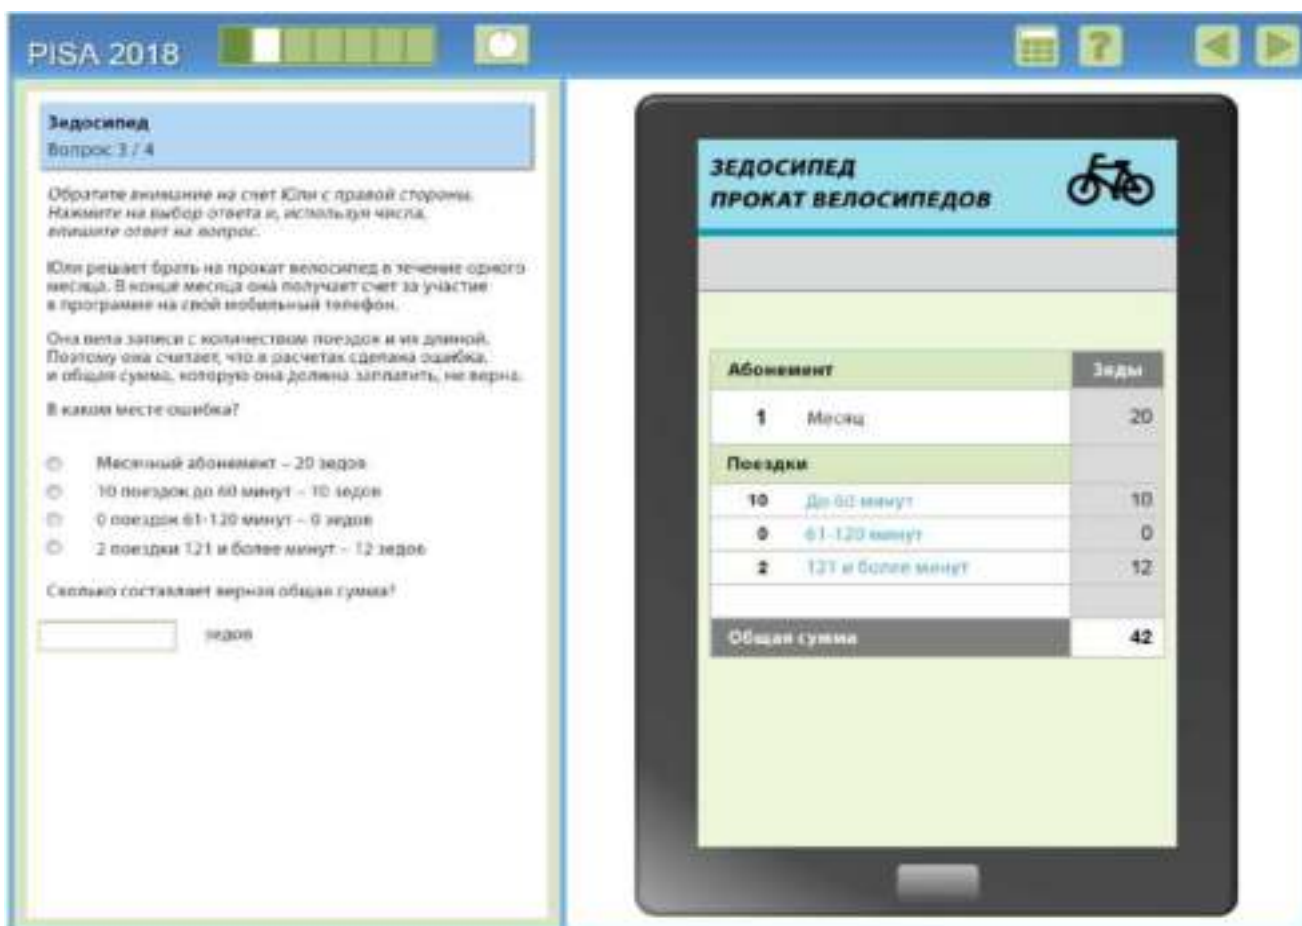 PISA 2018
Зедосипед
Вопрос 3 / 4
Обратите внимание на счет Юли с правой стороны.
Нажмите на выбор ответа и, используя числа,
впишите ответ на вопрос.
Юли решает брать на прокат велосипед в течение одного
месяца. В конце месяца она получает счет за участие
в программе на свой мобильный телефон.
Она вела записи с количеством поездок и их длиной.
Поэтому она считает, что в расчетах сделана ошибка,
и общая сумма, которую она должна заплатить, не верна.
В каком месте ошибка?
Месячный абонемент – 20 зедов
10 поездок до 60 минут – 10 зедов
0 поездок 61-120 минут – 0 зедов
2 поездки 121 и более минут – 12 зедов
Сколько составляет верная общая сумма?
зедов
?
ЗЕДОСИПЕД
ПРОКАТ ВЕЛОСИПЕДОВ
Абонемент Зеды
1 Месяц 20
Поездки
10 До 60 минут 10
0 61-120 минут 0
2 121 и более минут 12
Общая сумма 42